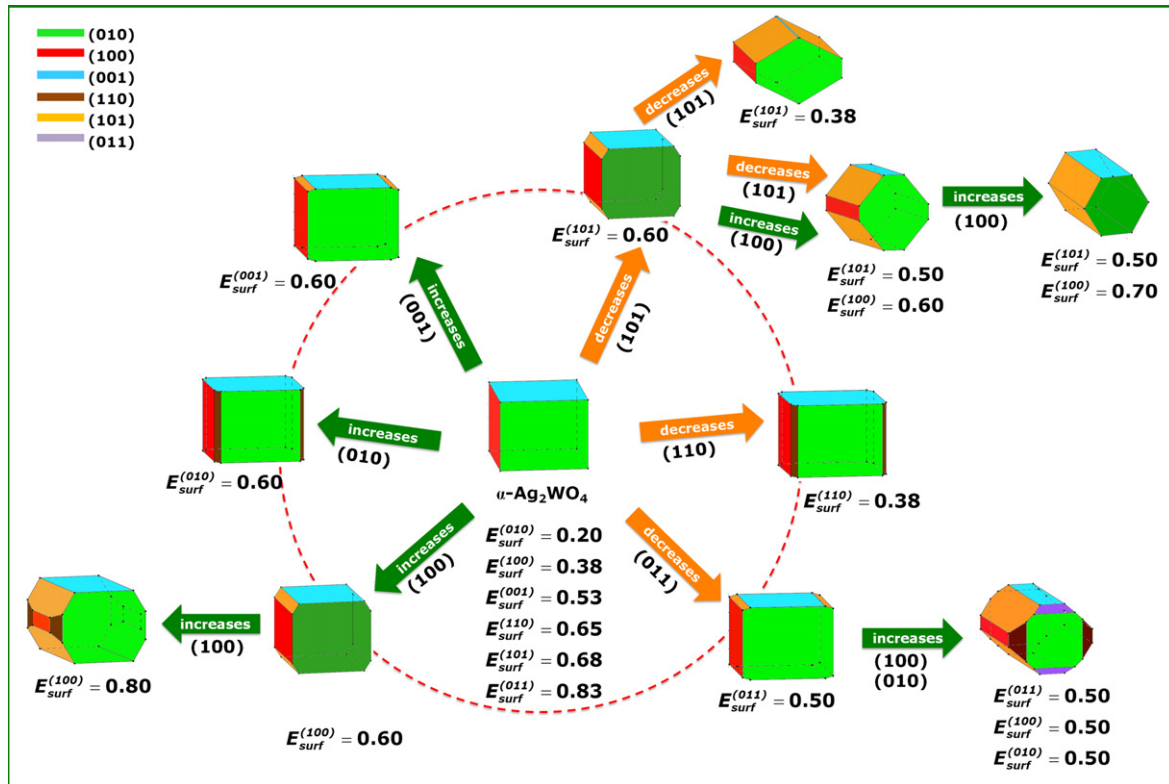 (010)
(100)
(001)
(110)
(101)
(011)
decreases
(101)
E_surf^(101) = 0.38
decreases
(101)
increases
(100)
E_surf^(101) = 0.50
E_surf^(100) = 0.60
increases
(100)
E_surf^(101) = 0.50
E_surf^(100) = 0.70
E_surf^(101) = 0.60
decreases
(101)
E_surf^(001) = 0.60
increases
(001)
increases
(010)
E_surf^(010) = 0.60
decreases
(110)
E_surf^(110) = 0.38
α-Ag₂WO₄
E_surf^(010) = 0.20
E_surf^(100) = 0.38
E_surf^(001) = 0.53
E_surf^(110) = 0.65
E_surf^(101) = 0.68
E_surf^(011) = 0.83
increases
(100)
E_surf^(100) = 0.60
increases
(100)
E_surf^(100) = 0.80
decreases
(011)
E_surf^(011) = 0.50
increases
(100)
(010)
E_surf^(011) = 0.50
E_surf^(100) = 0.50
E_surf^(010) = 0.50